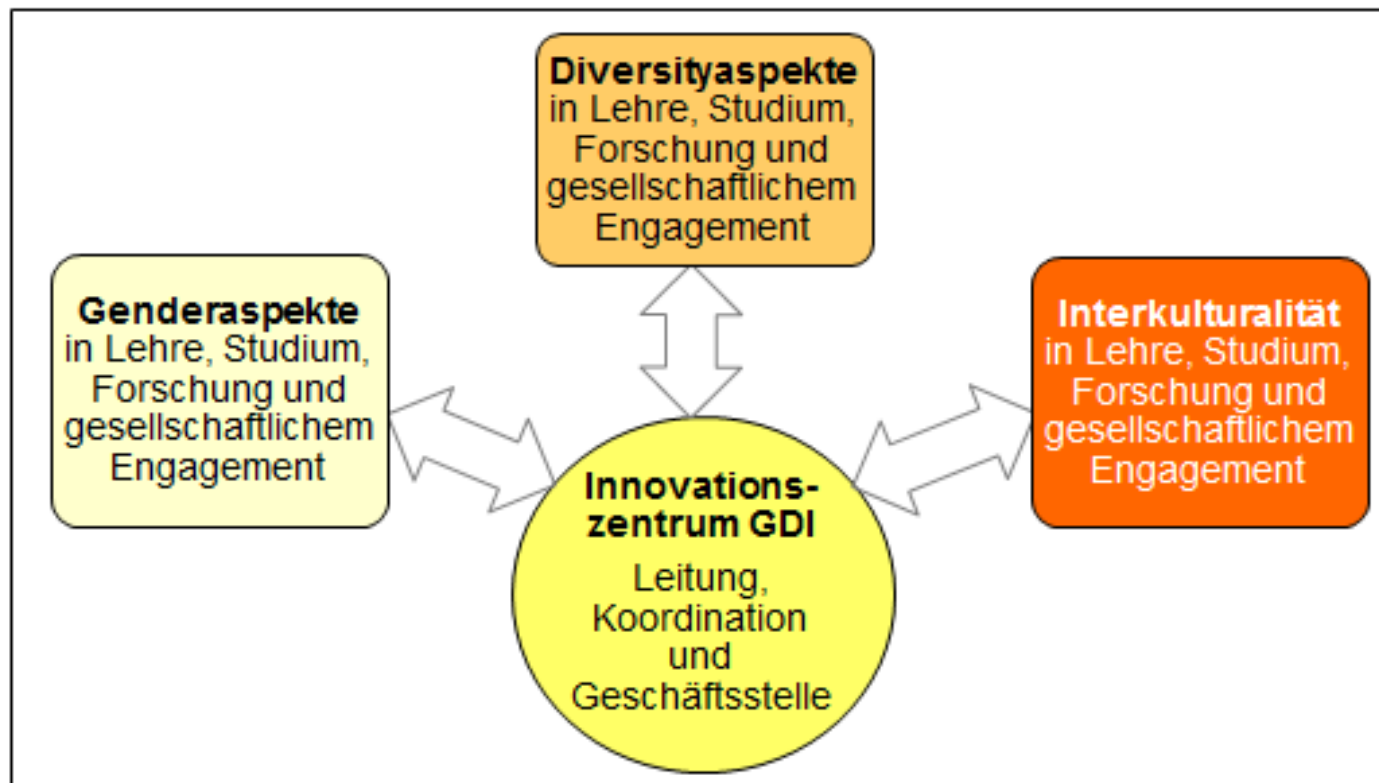 Diversityaspekte
in Lehre, Studium,
Forschung und
gesellschaftlichem
Engagement
Genderaspekte
in Lehre, Studium,
Forschung und
gesellschaftlichem
Engagement
Interkulturalität
in Lehre, Studium,
Forschung und
gesellschaftlichem
Engagement
Innovations-
zentrum GDI
Leitung,
Koordination
und
Geschäftsstelle